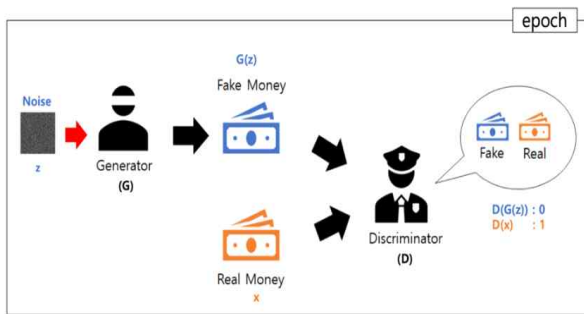 epoch
Noise
z
Generator
(G)
G(z)
Fake Money
Real Money
x
Discriminator
(D)
Fake Real
D(G(z)) : 0
D(x) : 1